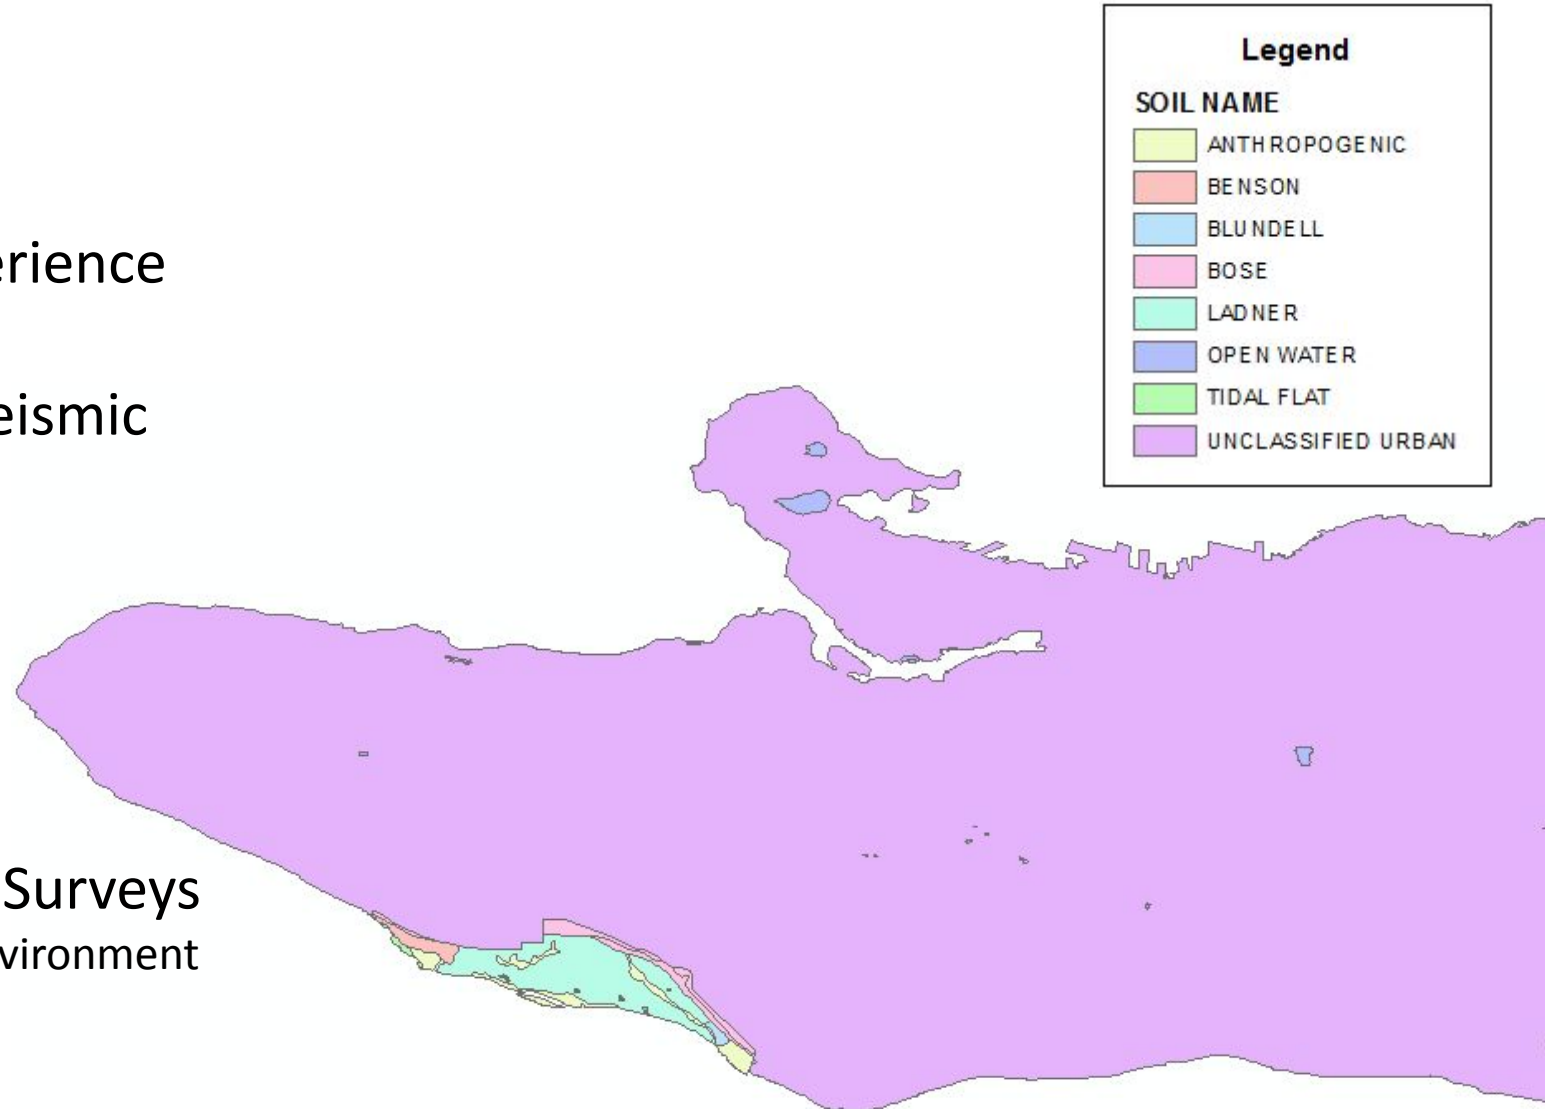 erience
eismic
Surveys
vironment
Legend
SOIL NAME
ANTHROPOGENIC
BENSON
BLUNDELL
BOSE
LADNER
OPEN WATER
TIDAL FLAT
UNCLASSIFIED URBAN